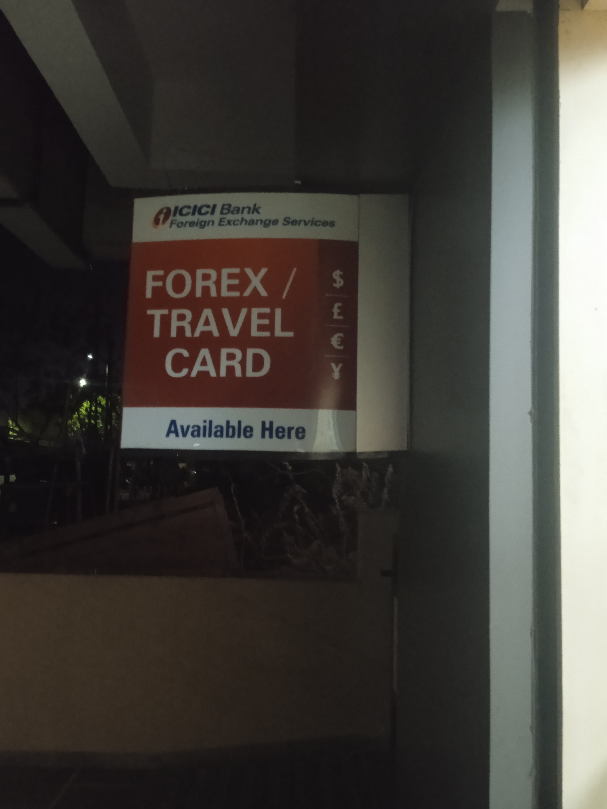 ICICI Bank
Foreign Exchange Services
FOREX /
TRAVEL
CARD
$
£
€
¥
Available Here